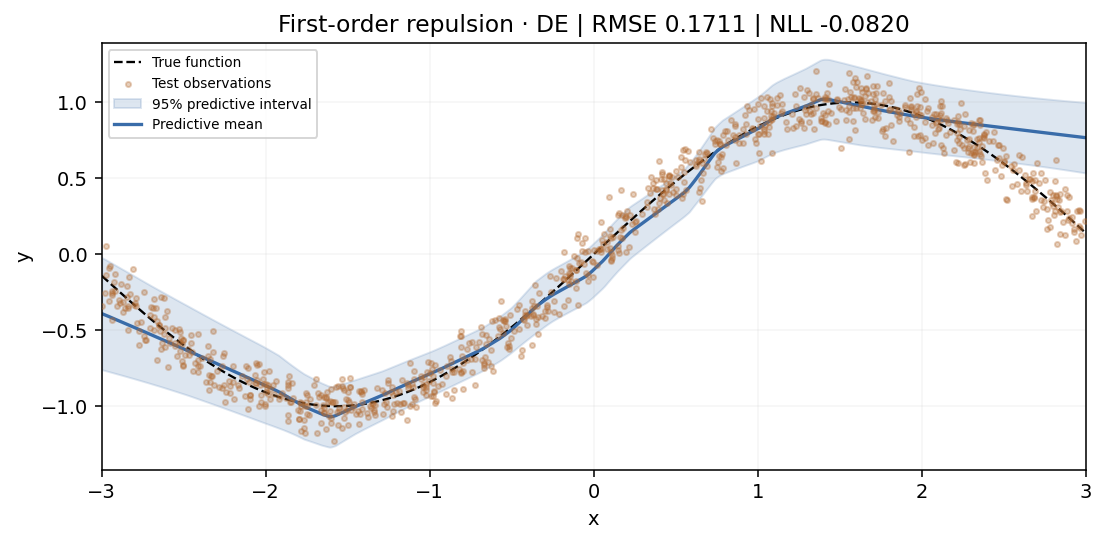 First-order repulsion · DE | RMSE 0.1711 | NLL -0.0820
True function
Test observations
95% predictive interval
Predictive mean
1.0
0.5
0.0
−0.5
−1.0
y
−3
−2
−1
0
1
2
3
x